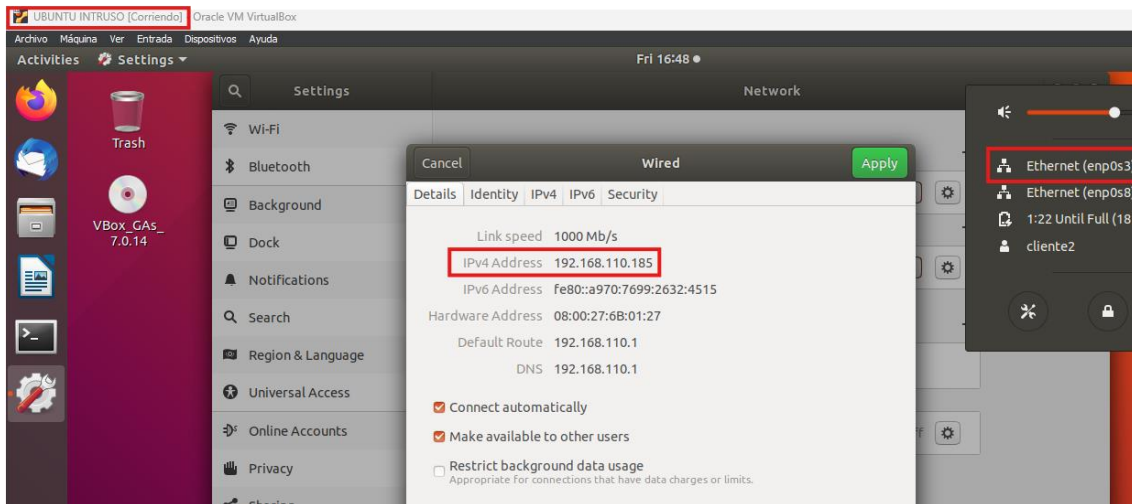 UBUNTU INTRUSO [Corriendo] Oracle VM VirtualBox
Archivo Máquina Ver Entrada Dispositivos Ayuda
Activities Settings Fri 16:48
Settings Network
Trash
VBox_GAs_
7.0.14
Wi-Fi
Bluetooth
Background
Dock
Notifications
Search
Region & Language
Universal Access
Online Accounts
Privacy
Cancel Wired Apply
Details Identity IPv4 IPv6 Security
Link speed 1000 Mb/s
IPv4 Address 192.168.110.185
IPv6 Address fe80::a970:7699:2632:4515
Hardware Address 08:00:27:6B:01:27
Default Route 192.168.110.1
DNS 192.168.110.1
Connect automatically
Make available to other users
Restrict background data usage
Appropriate for connections that have data charges or limits.
Ethernet (enp0s3)
Ethernet (enp0s8)
1:22 Until Full (18
cliente2